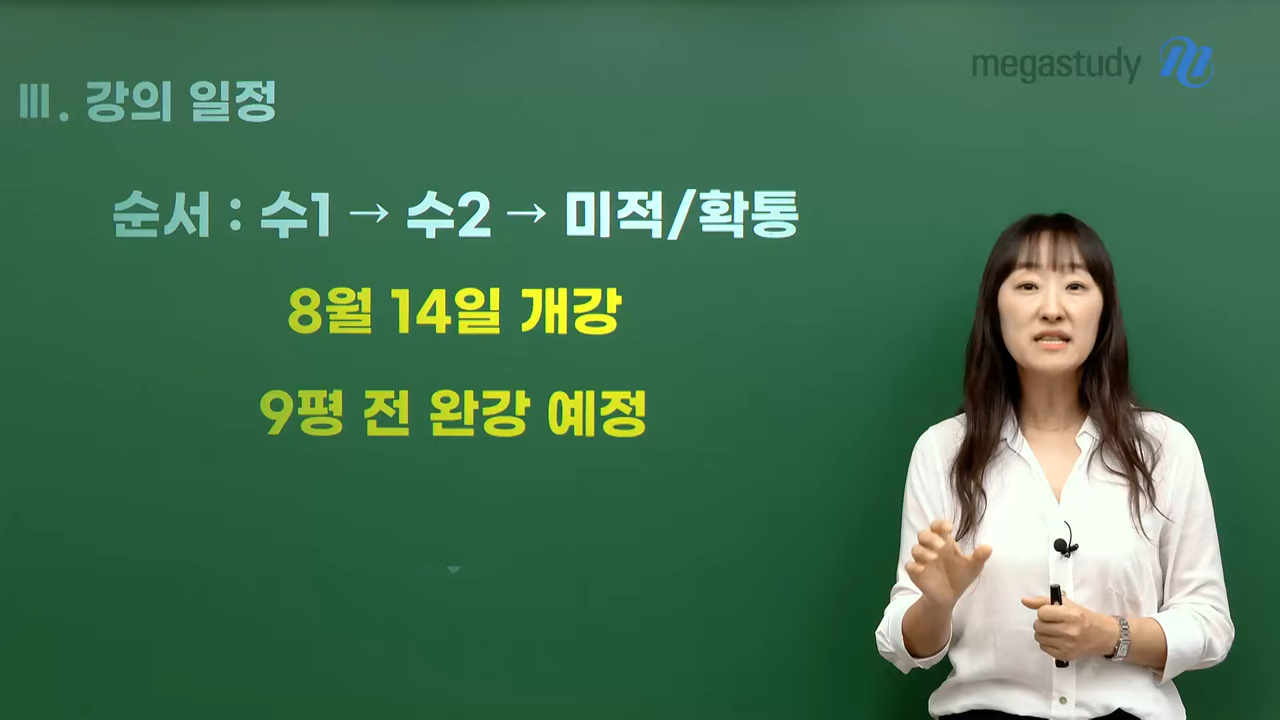 megastudy
Ⅲ. 강의 일정
순서 : 수1 → 수2 → 미적/확통
8월 14일 개강
9평 전 완강 예정